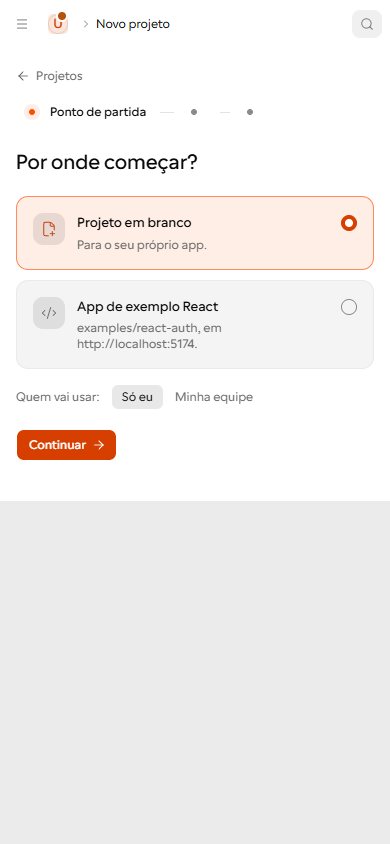 U
Novo projeto
Projetos
Ponto de partida
Por onde começar?
Projeto em branco
Para o seu próprio app.
</>
App de exemplo React
examples/react-auth, em
http://localhost:5174.
Quem vai usar: Só eu Minha equipe
Continuar